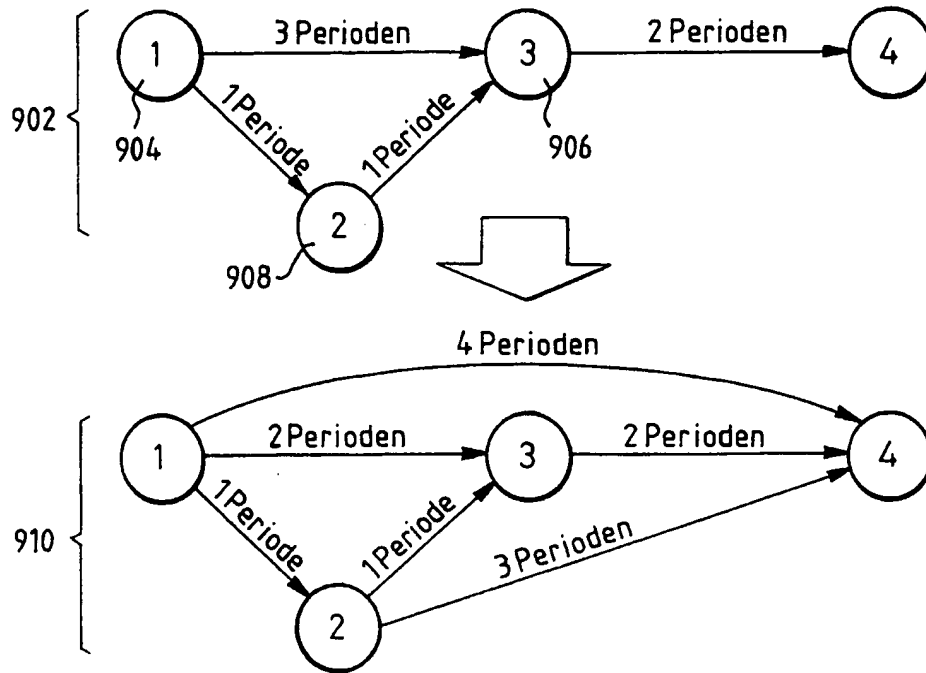 1
3 Perioden
3
2 Perioden
4
902
904
1 Periode
1 Periode
906
2
908
4 Perioden
1
2 Perioden
3
2 Perioden
4
910
1 Periode
1 Periode
3 Perioden
2